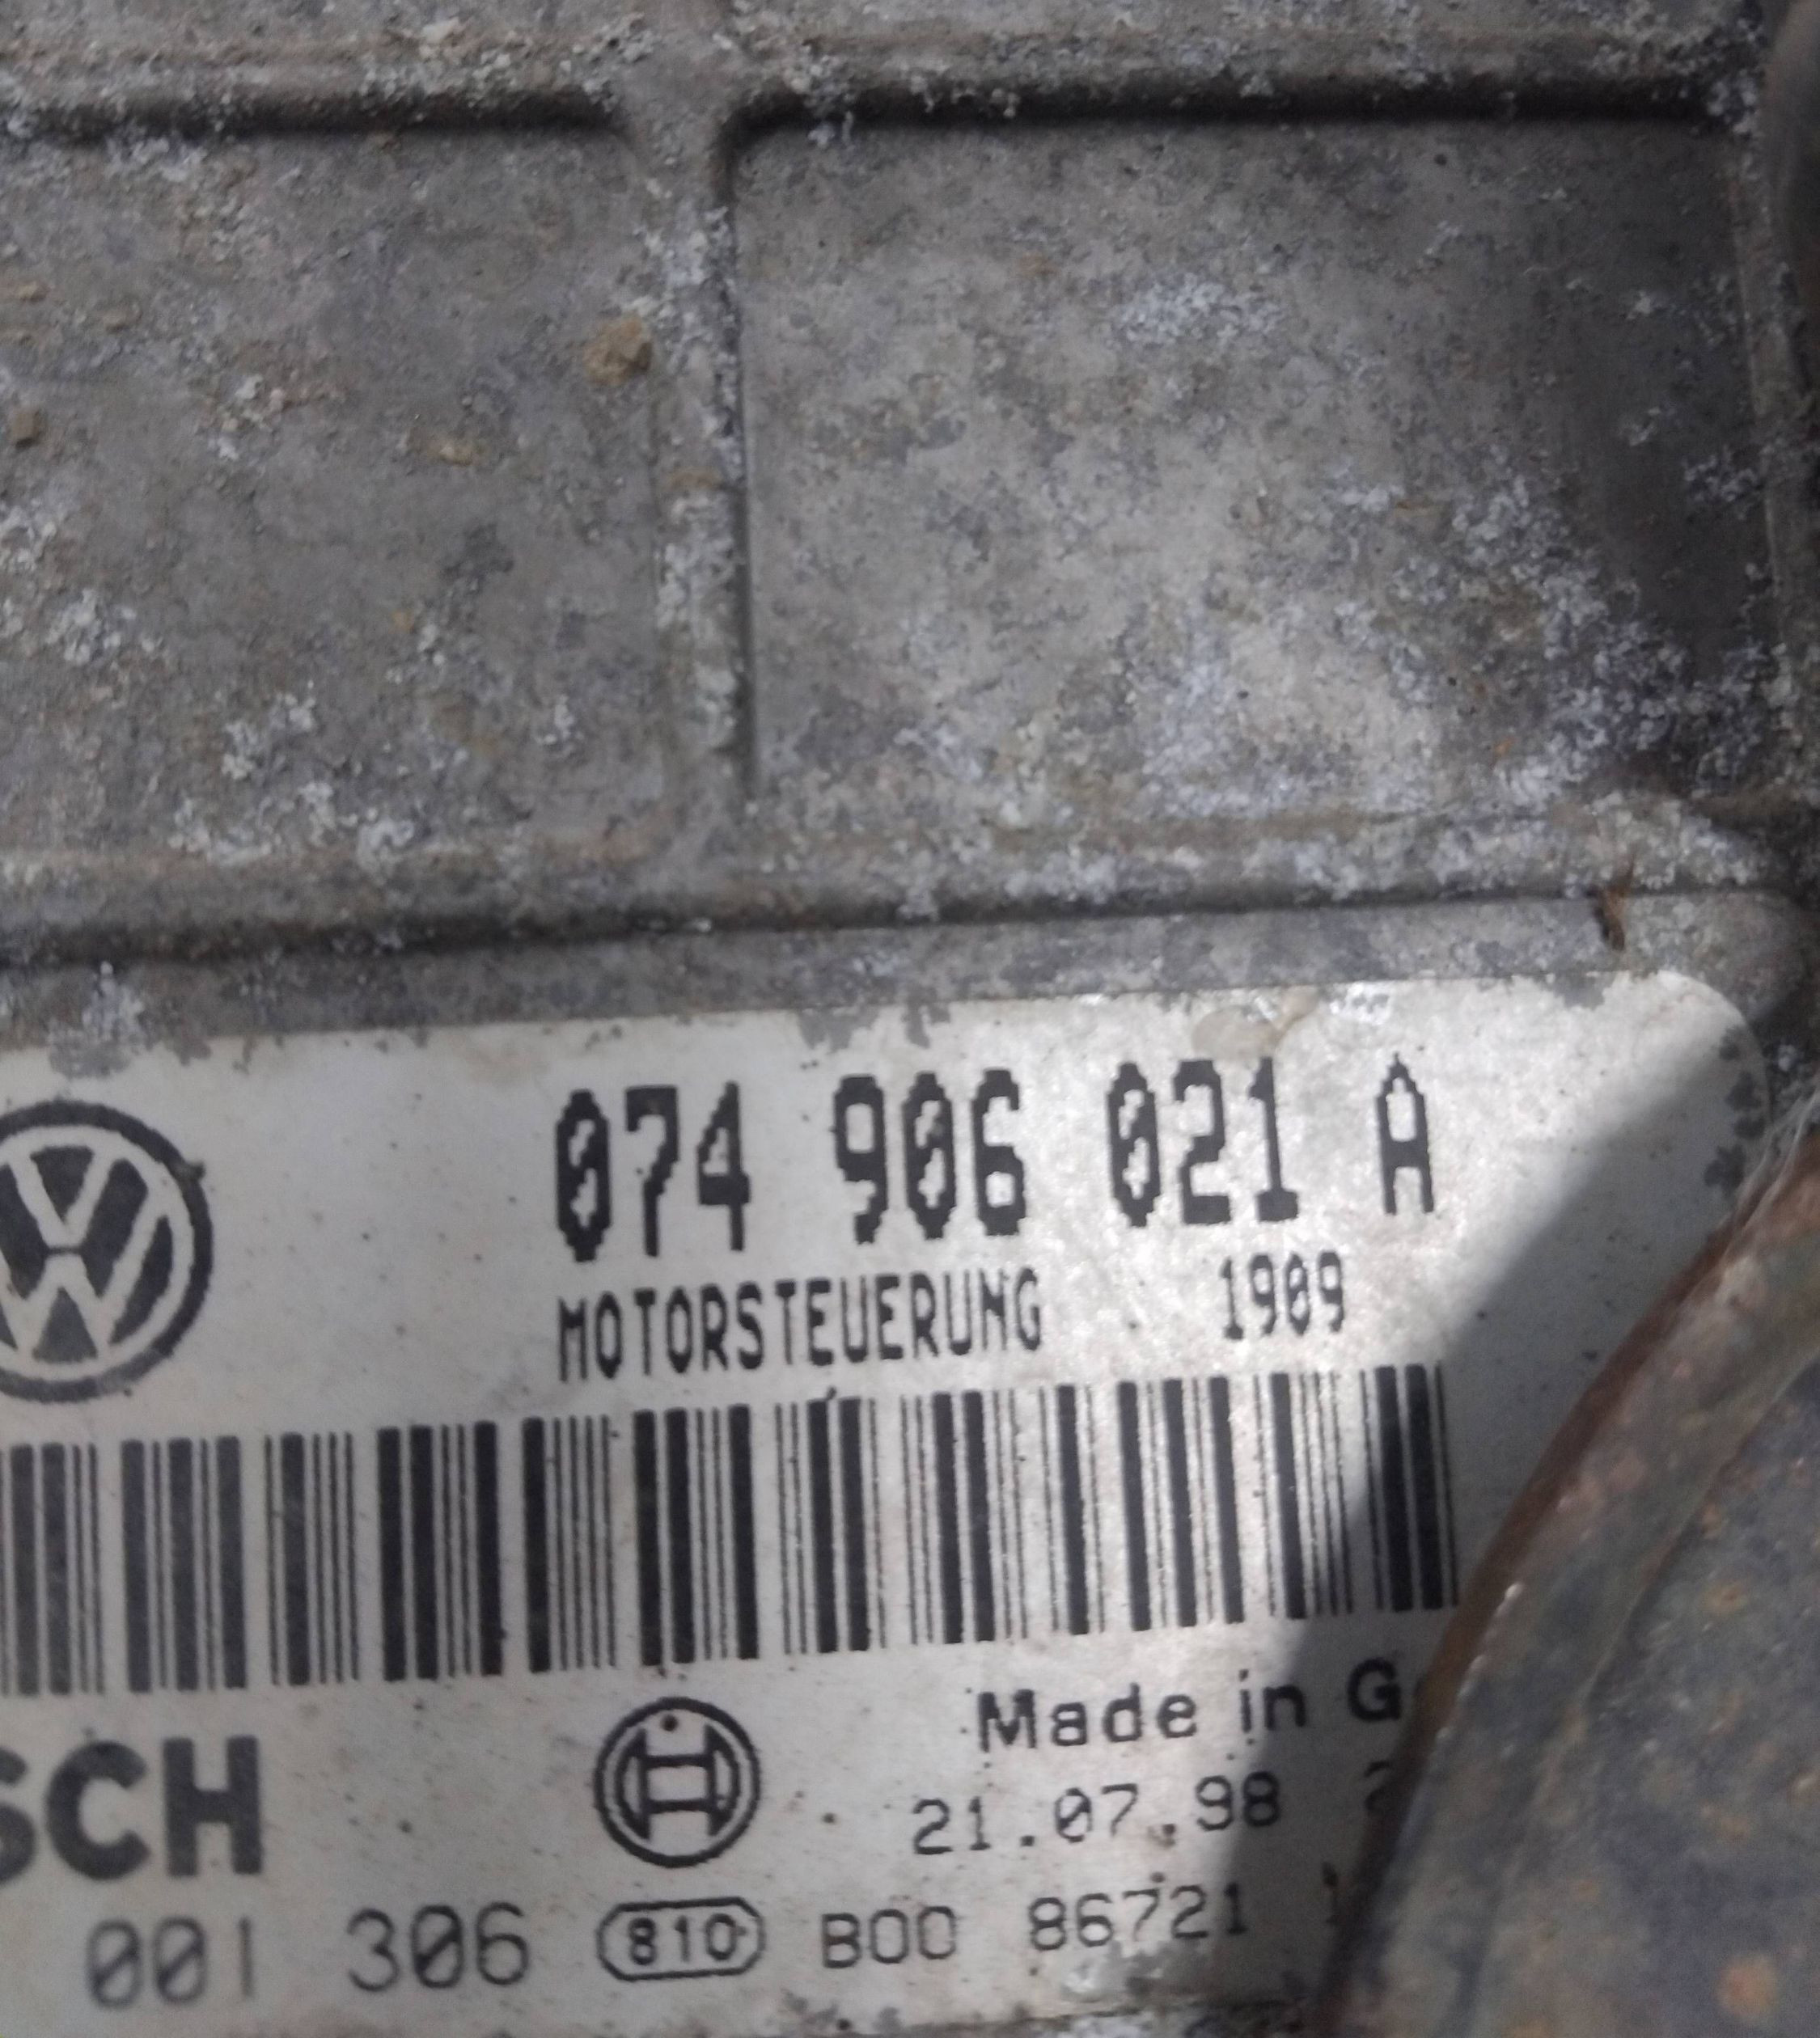 074 906 021 A
MOTORSTEUERUNG 1909
SCH
Made in G
21.07.98
001 306 810 B00 86721